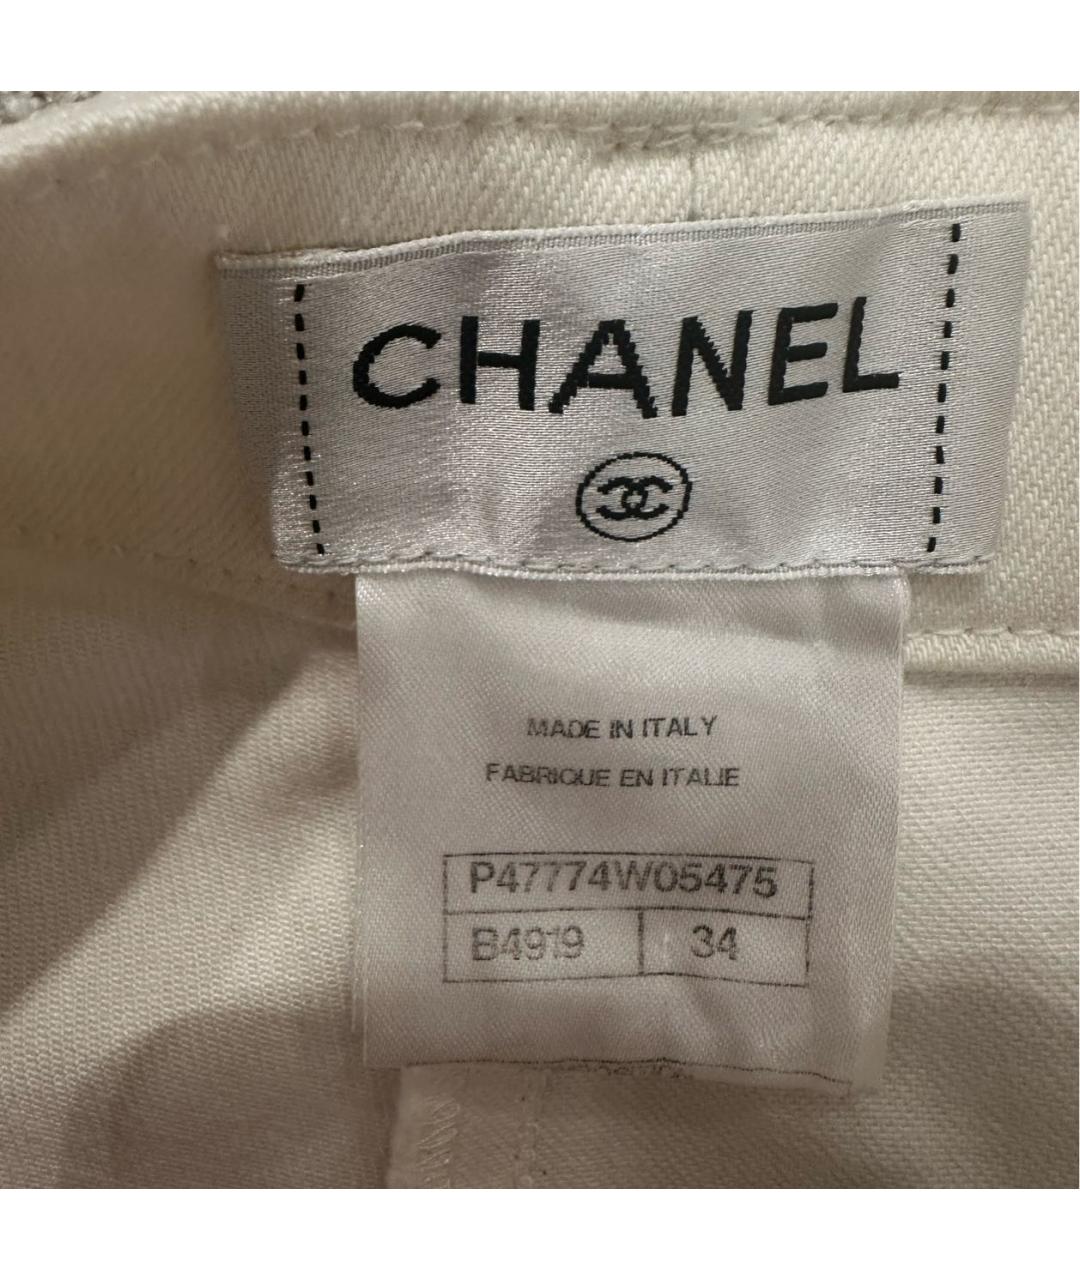 CHANEL
MADE IN ITALY
FABRIQUE EN ITALIE
P47774W05475
B4919 34